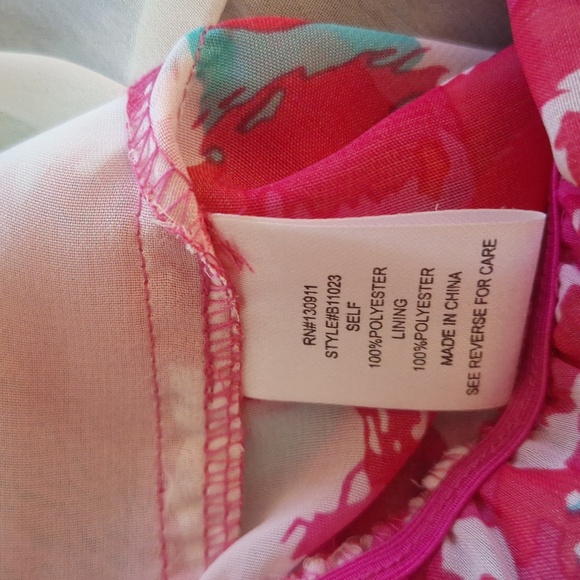 RN#130911
STYLE#B11023
SELF
100%POLYESTER
LINING
100%POLYESTER
MADE IN CHINA
SEE REVERSE FOR CARE